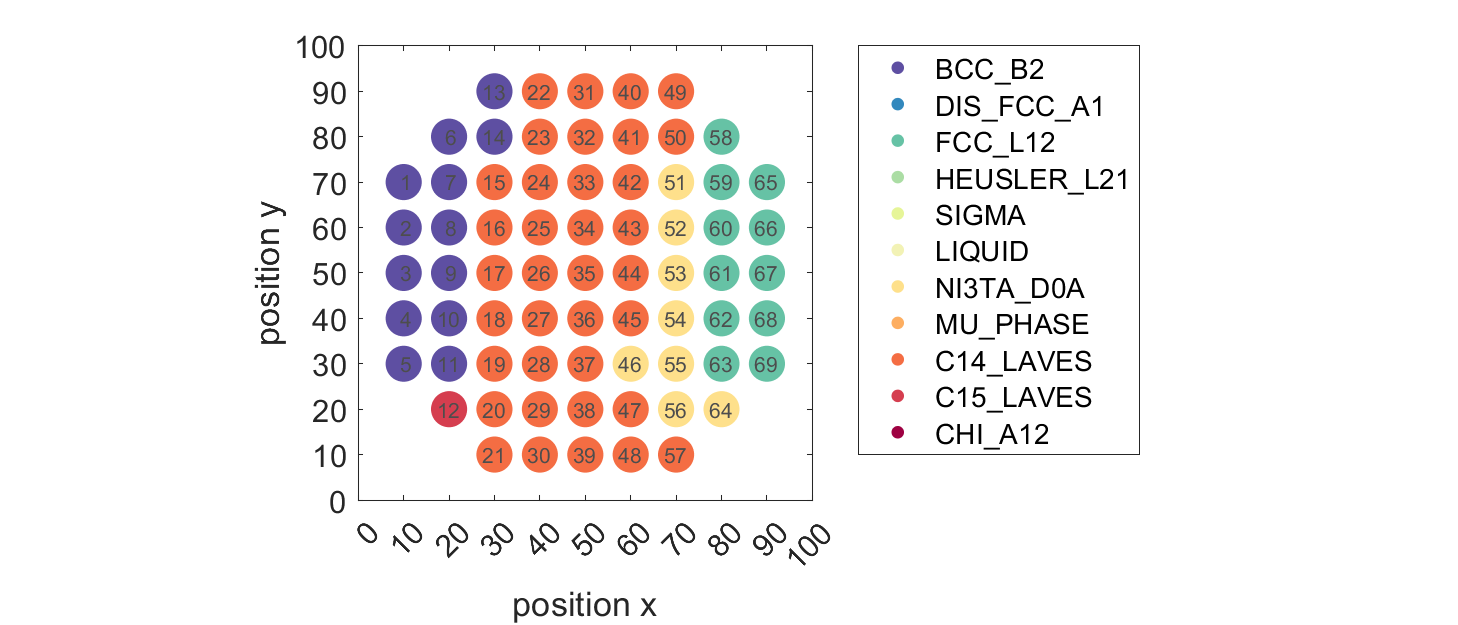 100
90 13 22 31 40 49
80 6 14 23 32 41 50 58
70 1 7 15 24 33 42 51 59 65
60 2 8 16 25 34 43 52 60 66
50 3 9 17 26 35 44 53 61 67
40 4 10 18 27 36 45 54 62 68
30 5 11 19 28 37 46 55 63 69
20 12 20 29 38 47 56 64
10 21 30 39 48 57
0
position y
0 10 20 30 40 50 60 70 80 90 100
position x
BCC_B2
DIS_FCC_A1
FCC_L12
HEUSLER_L21
SIGMA
LIQUID
NI3TA_D0A
MU_PHASE
C14_LAVES
C15_LAVES
CHI_A12